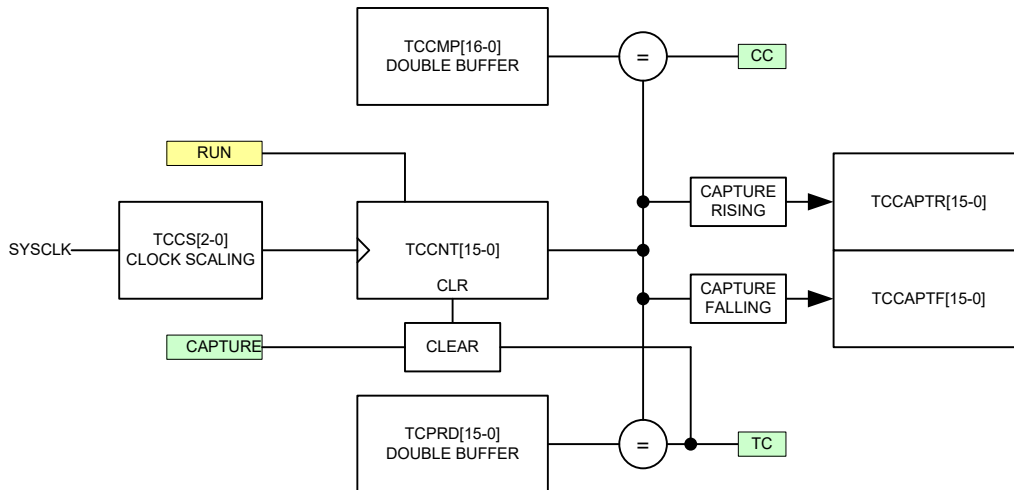 TCCMP[16-0]
DOUBLE BUFFER
=
CC
RUN
CAPTURE
RISING
TCCAPTR[15-0]
SYSCLK
TCCS[2-0]
CLOCK SCALING
TCCNT[15-0]
CLR
CAPTURE
FALLING
TCCAPTF[15-0]
CAPTURE
CLEAR
TCPRD[15-0]
DOUBLE BUFFER
=
TC